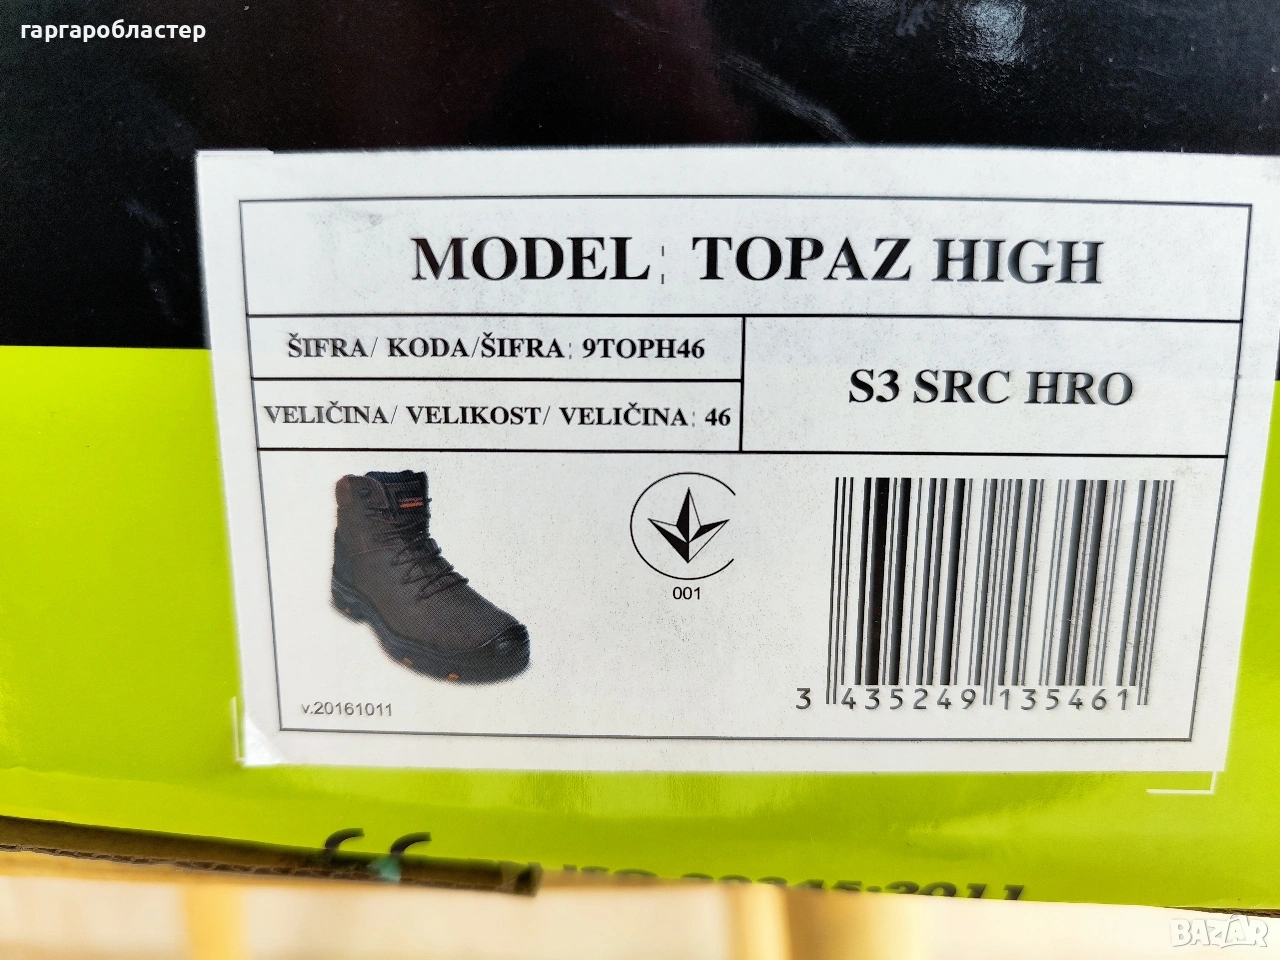 гаргаробластер
MODEL: TOPAZ HIGH
ŠIFRA/ KODA/ŠIFRA: 9TOPH46
VELIČINA/ VELIKOST/ VELIČINA: 46
S3 SRC HRO
001
v.20161011
3 435249 135461
BAZAR